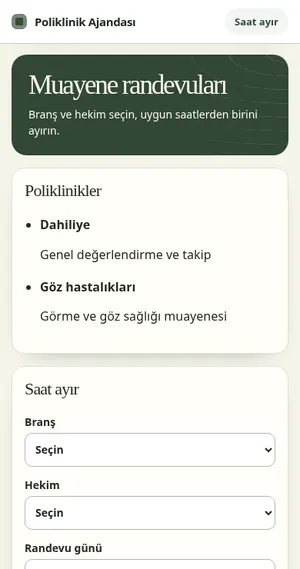 Poliklinik Ajandası
Saat ayır
Muayene randevuları
Branş ve hekim seçin, uygun saatlerden birini
ayırın.
Poliklinikler
Dahiliye
Genel değerlendirme ve takip
Göz hastalıkları
Görme ve göz sağlığı muayenesi
Saat ayır
Branş
Seçin
Hekim
Seçin
Randevu günü